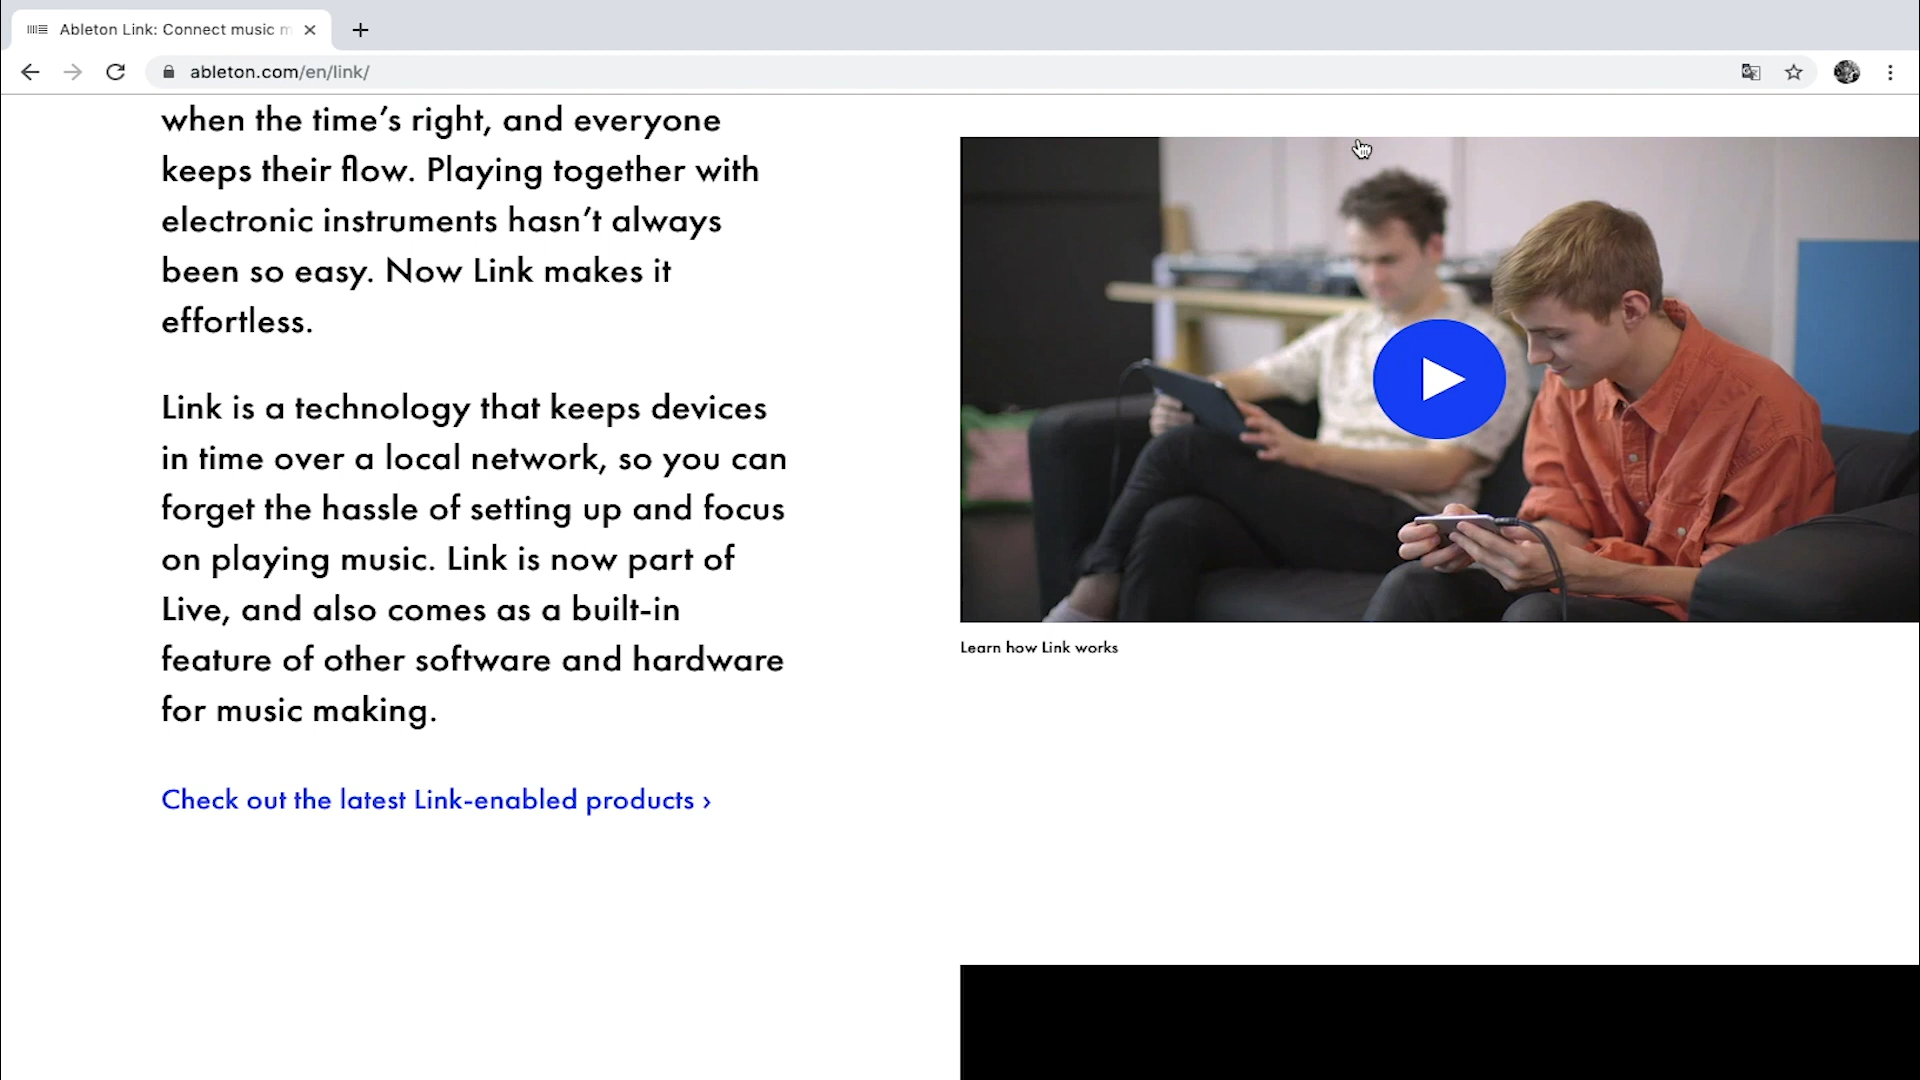 Ableton Link: Connect music m
ableton.com/en/link/
when the time’s right, and everyone
keeps their flow. Playing together with
electronic instruments hasn’t always
been so easy. Now Link makes it
effortless.
Link is a technology that keeps devices
in time over a local network, so you can
forget the hassle of setting up and focus
on playing music. Link is now part of
Live, and also comes as a built-in
feature of other software and hardware
for music making.
Check out the latest Link-enabled products ›
Learn how Link works